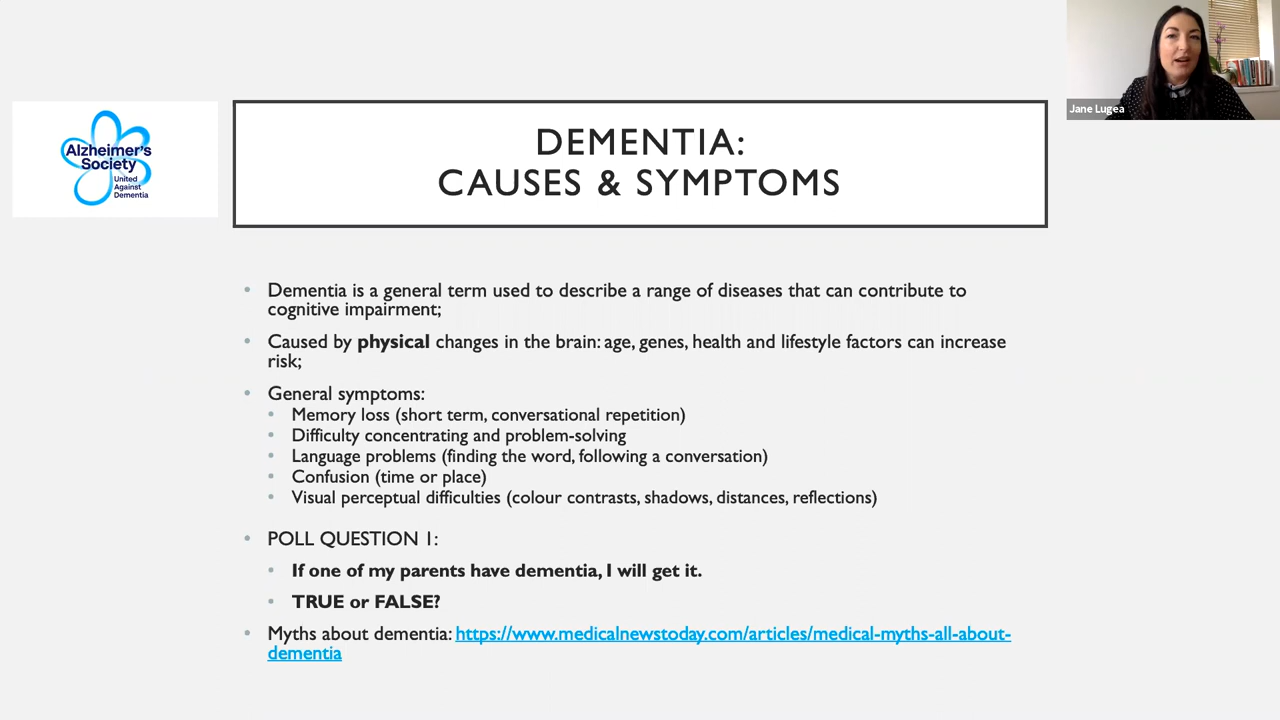 Jane Lugea
Alzheimer's
Society
United
Against
Dementia
DEMENTIA:
CAUSES & SYMPTOMS
• Dementia is a general term used to describe a range of diseases that can contribute to
cognitive impairment;
• Caused by physical changes in the brain: age, genes, health and lifestyle factors can increase
risk;
• General symptoms:
• Memory loss (short term, conversational repetition)
• Difficulty concentrating and problem-solving
• Language problems (finding the word, following a conversation)
• Confusion (time or place)
• Visual perceptual difficulties (colour contrasts, shadows, distances, reflections)
• POLL QUESTION 1:
• If one of my parents have dementia, I will get it.
• TRUE or FALSE?
• Myths about dementia: https://www.medicalnewstoday.com/articles/medical-myths-all-about-
dementia